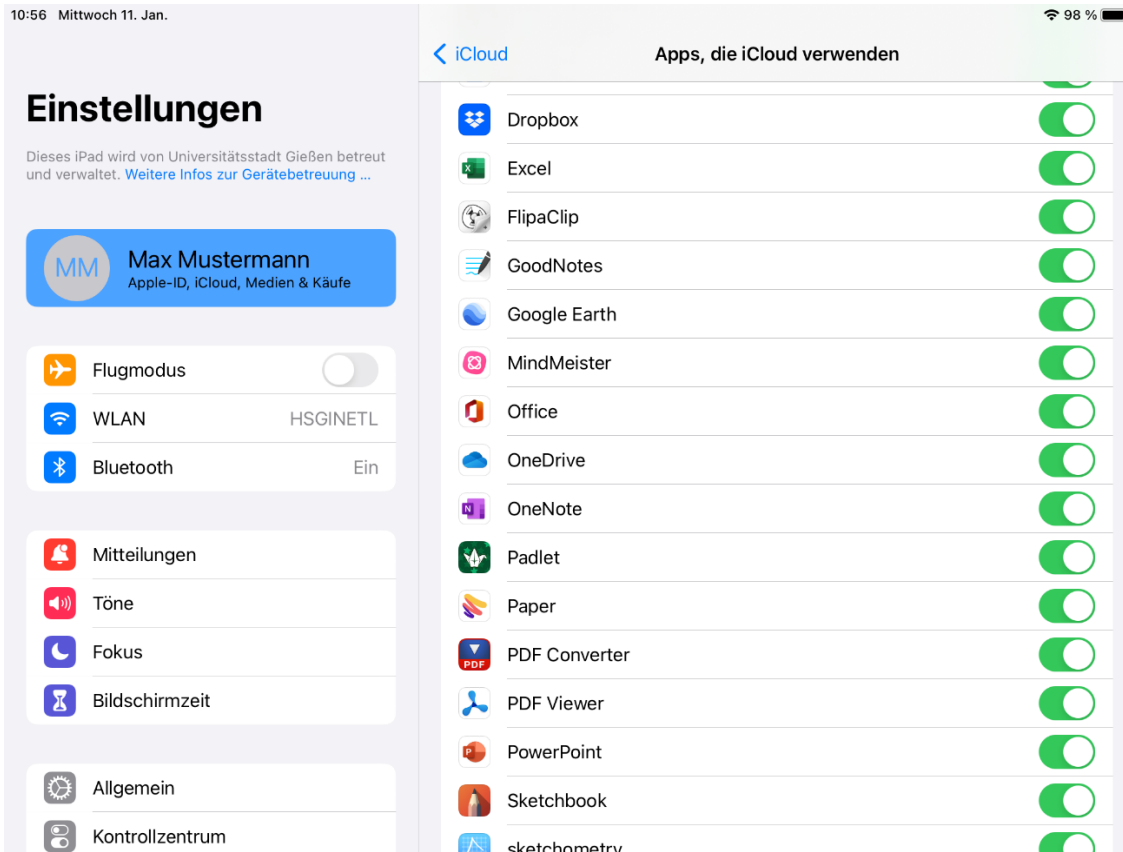 10:56 Mittwoch 11. Jan.
98 %
Einstellungen
Dieses iPad wird von Universitätsstadt Gießen betreut
und verwaltet. Weitere Infos zur Gerätebetreuung ...
MM
Max Mustermann
Apple-ID, iCloud, Medien & Käufe
Flugmodus
WLAN HSGINETL
Bluetooth Ein
Mitteilungen
Töne
Fokus
Bildschirmzeit
Allgemein
Kontrollzentrum
iCloud
Apps, die iCloud verwenden
Dropbox
Excel
FlipaClip
GoodNotes
Google Earth
MindMeister
Office
OneDrive
OneNote
Padlet
Paper
PDF
PDF Converter
PDF Viewer
PowerPoint
Sketchbook
sketchometry